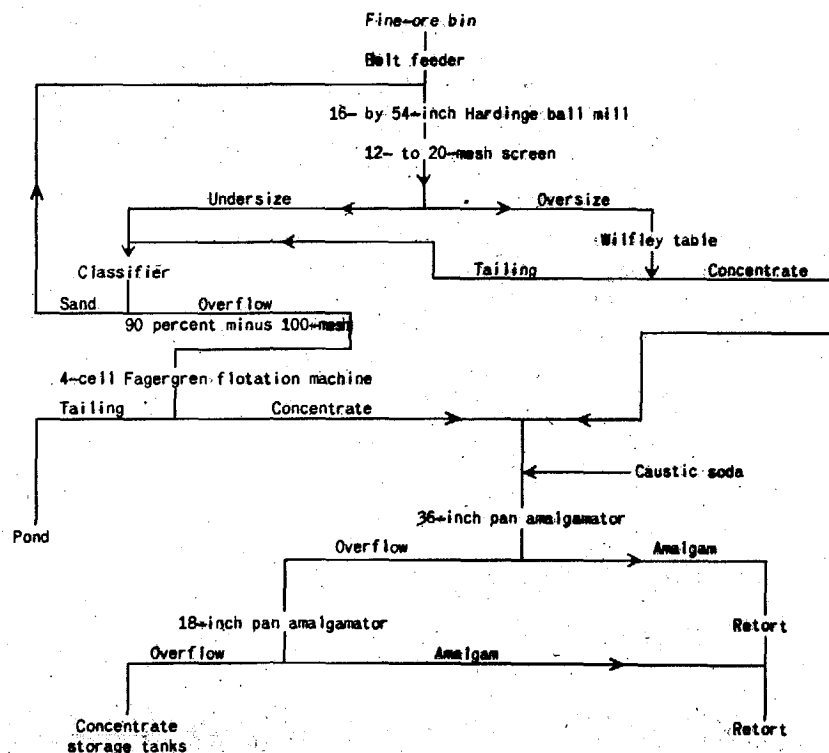 Fine-ore bin
Belt feeder
16- by 54-inch Hardinge ball mill
12- to 20-mesh screen
Undersize
Oversize
Wilfley table
Classifier
Tailing
Concentrate
Sand
Overflow
90 percent minus 100-mesh
4-cell Fagergren flotation machine
Tailing
Concentrate
Caustic soda
36-inch pan amalgamator
Pond
Overflow
Amalgam
18-inch pan amalgamator
Retort
Overflow
Amalgam
Concentrate
storage tanks
Retort